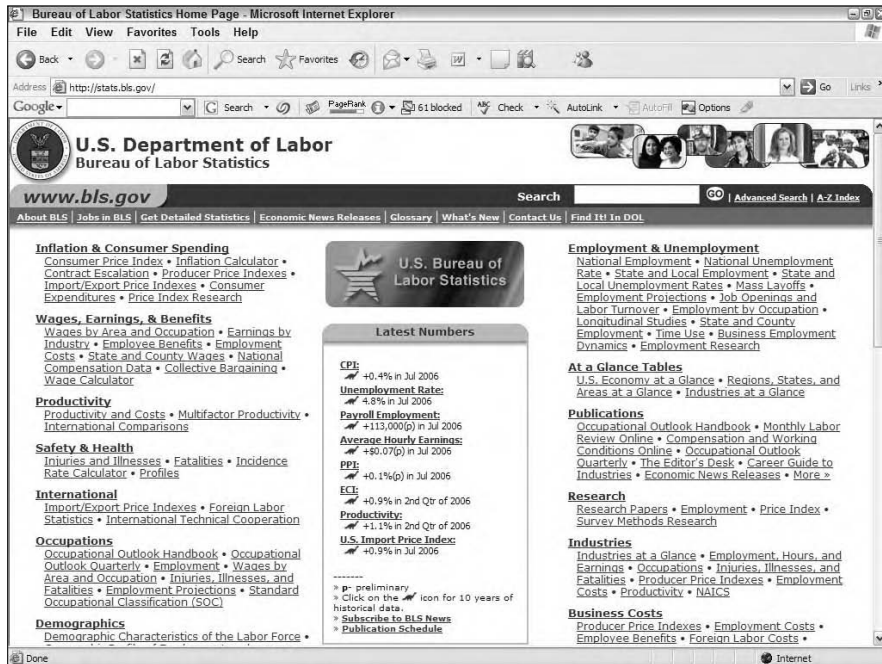 Bureau of Labor Statistics Home Page - Microsoft Internet Explorer
File Edit View Favorites Tools Help
Back Search Favorites
Address http://stats.bls.gov/ Go Links
Google Search PageRank 61 blocked ABC Check AutoLink AutoFill Options
U.S. Department of Labor
Bureau of Labor Statistics
www.bls.gov Search GO | Advanced Search | A-Z Index
About BLS | Jobs in BLS | Get Detailed Statistics | Economic News Releases | Glossary | What's New | Contact Us | Find It! In DOL
Inflation & Consumer Spending
Consumer Price Index • Inflation Calculator •
Contract Escalation • Producer Price Indexes •
Import/Export Price Indexes • Consumer
Expenditures • Price Index Research
Wages, Earnings, & Benefits
Wages by Area and Occupation • Earnings by
Industry • Employee Benefits • Employment
Costs • State and County Wages • National
Compensation Data • Collective Bargaining •
Wage Calculator
Productivity
Productivity and Costs • Multifactor Productivity •
International Comparisons
Safety & Health
Injuries and Illnesses • Fatalities • Incidence
Rate Calculator • Profiles
International
Import/Export Price Indexes • Foreign Labor
Statistics • International Technical Cooperation
Occupations
Occupational Outlook Handbook • Occupational
Outlook Quarterly • Employment • Wages by
Area and Occupation • Injuries, Illnesses, and
Fatalities • Employment Projections • Standard
Occupational Classification (SOC)
Demographics
Demographic Characteristics of the Labor Force •
U.S. Bureau of
Labor Statistics
Latest Numbers
CPI:
+0.4% in Jul 2006
Unemployment Rate:
4.8% in Jul 2006
Payroll Employment:
+113,000(p) in Jul 2006
Average Hourly Earnings:
+$0.07(p) in Jul 2006
PPI:
+0.1%(p) in Jul 2006
ECI:
+0.9% in 2nd Qtr of 2006
Productivity:
+1.1% in 2nd Qtr of 2006
U.S. Import Price Index:
+0.9% in Jul 2006
-------
» p- preliminary
» Click on the icon for 10 years of
historical data.
» Subscribe to BLS News
» Publication Schedule
Employment & Unemployment
National Employment • National Unemployment
Rate • State and Local Employment • State and
Local Unemployment Rates • Mass Layoffs •
Employment Projections • Job Openings and
Labor Turnover • Employment by Occupation •
Longitudinal Studies • State and County
Employment • Time Use • Business Employment
Dynamics • Employment Research
At a Glance Tables
U.S. Economy at a Glance • Regions, States, and
Areas at a Glance • Industries at a Glance
Publications
Occupational Outlook Handbook • Monthly Labor
Review Online • Compensation and Working
Conditions Online • Occupational Outlook
Quarterly • The Editor's Desk • Career Guide to
Industries • Economic News Releases • More »
Research
Research Papers • Employment • Price Index •
Survey Methods Research
Industries
Industries at a Glance • Employment, Hours, and
Earnings • Occupations • Injuries, Illnesses, and
Fatalities • Producer Price Indexes • Employment
Costs • Productivity • NAICS
Business Costs
Producer Price Indexes • Employment Costs •
Employee Benefits • Foreign Labor Costs •
Done Internet